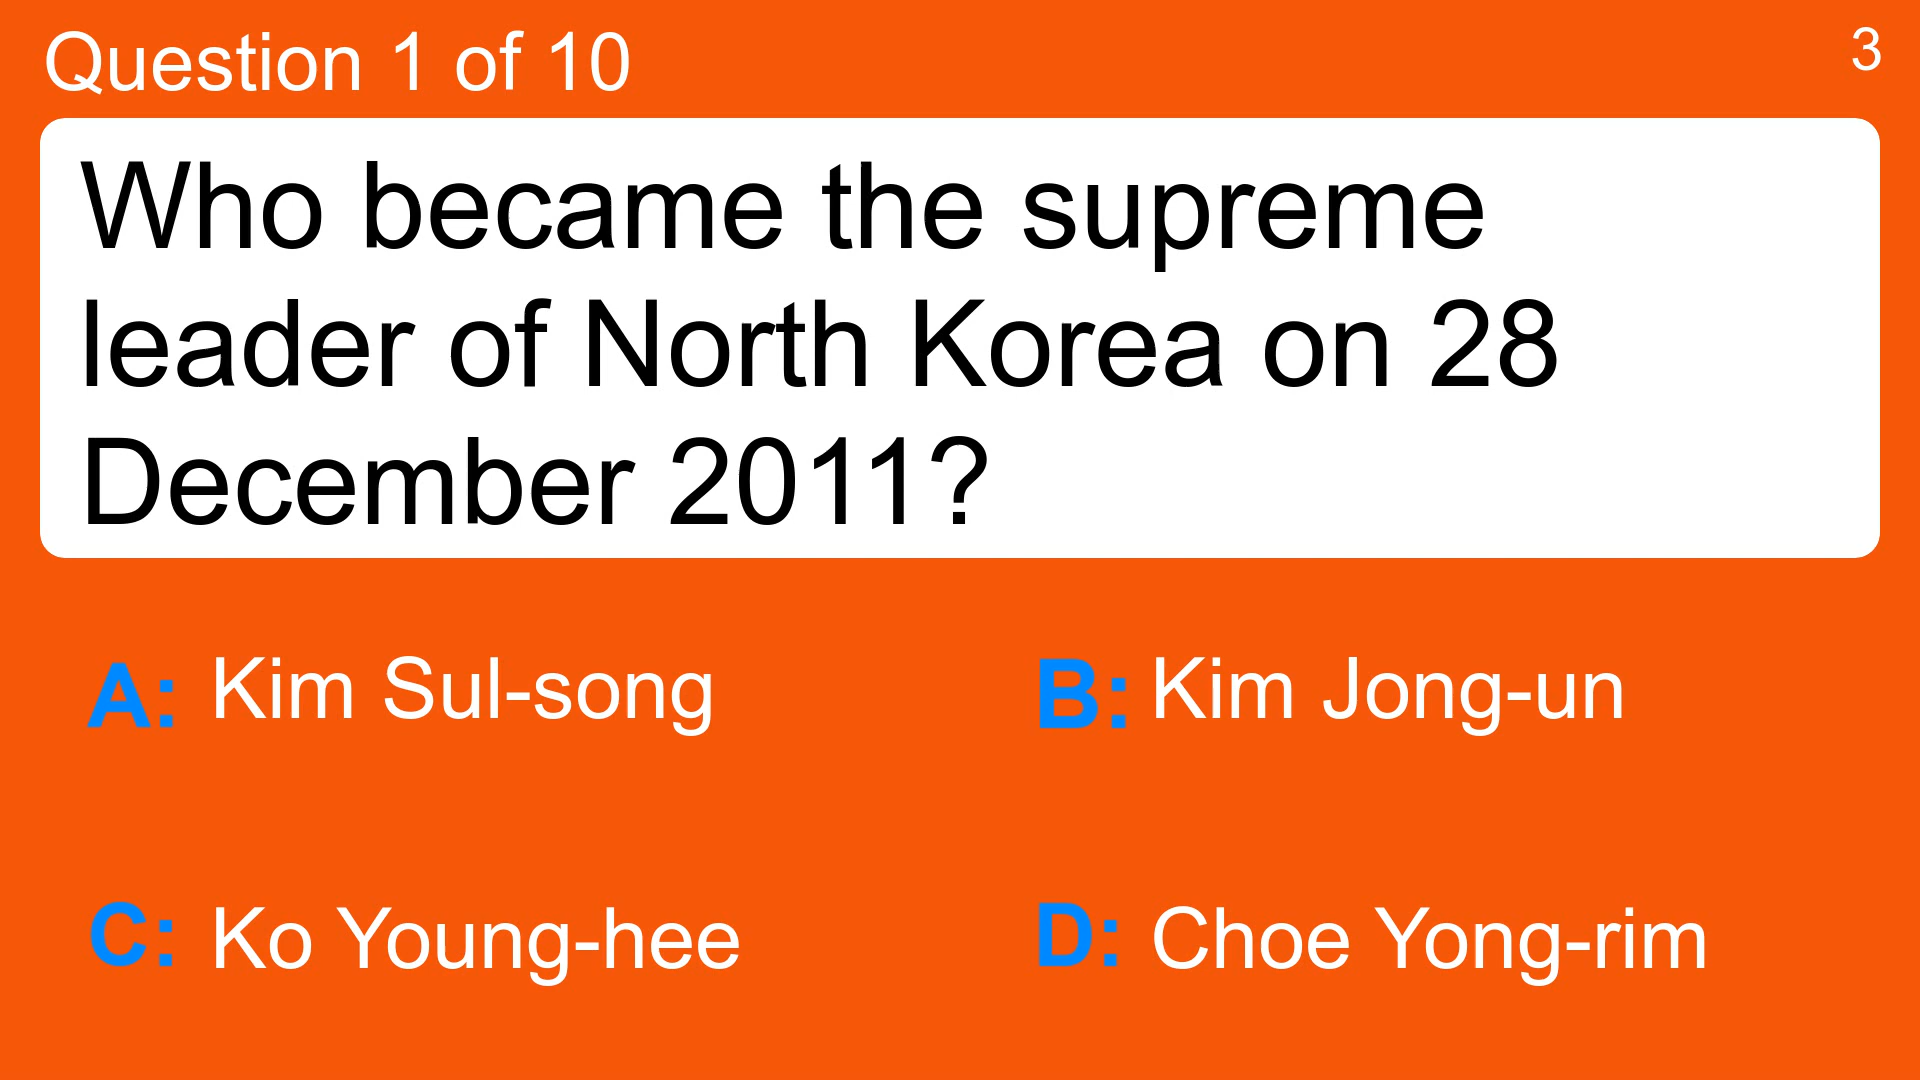 Question 1 of 10
3
Who became the supreme
leader of North Korea on 28
December 2011?
A: Kim Sul-song
B: Kim Jong-un
C: Ko Young-hee
D: Choe Yong-rim